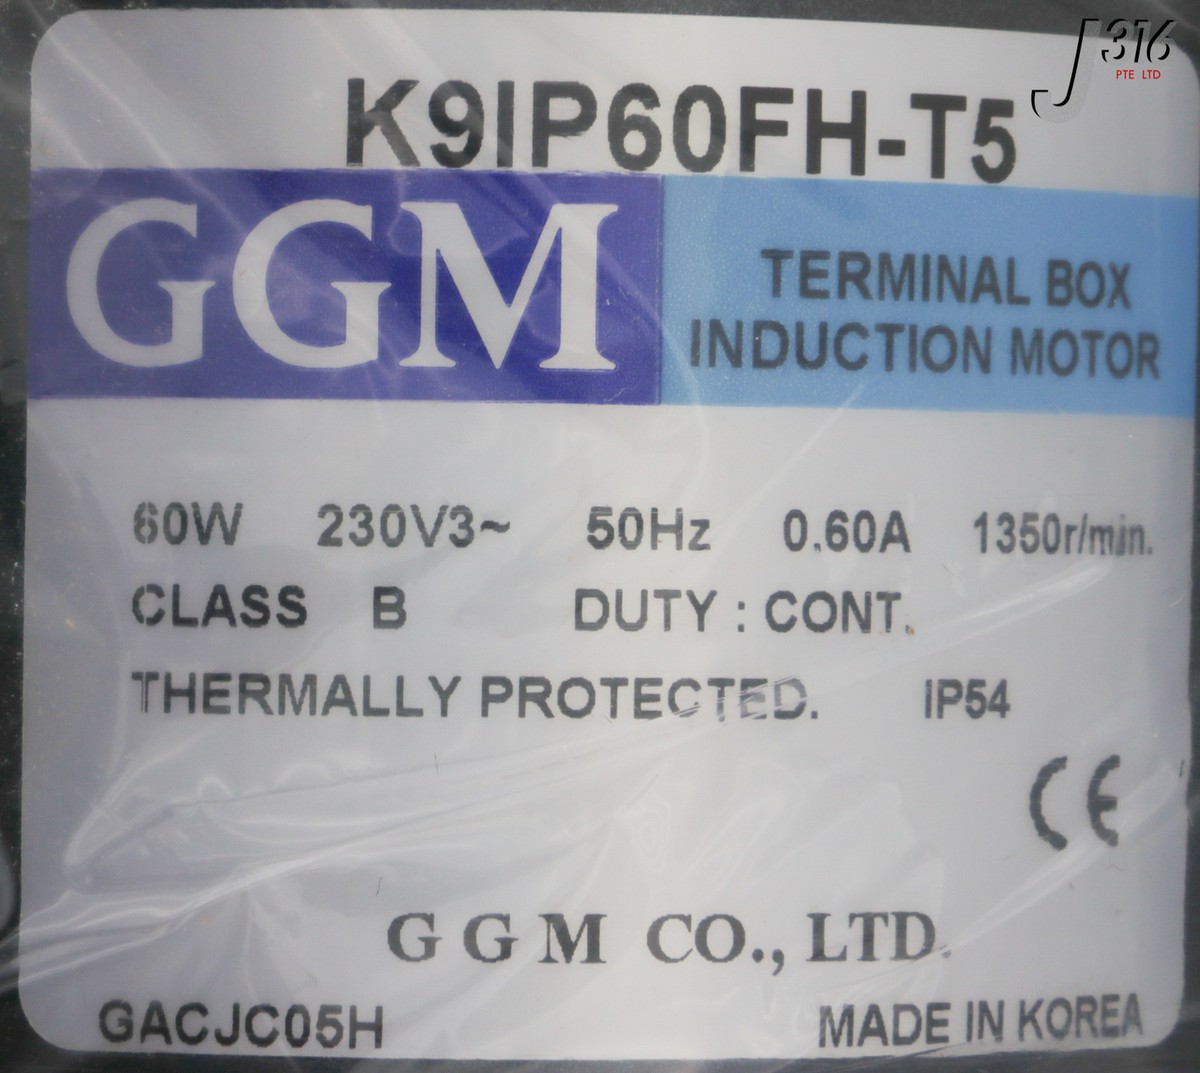 J316
PTE LTD
K9IP60FH-T5
GGM
TERMINAL BOX
INDUCTION MOTOR
60W 230V3~ 50Hz 0.60A 1350r/min.
CLASS B DUTY : CONT.
THERMALLY PROTECTED. IP54
CE
G G M CO., LTD.
GACJC05H MADE IN KOREA